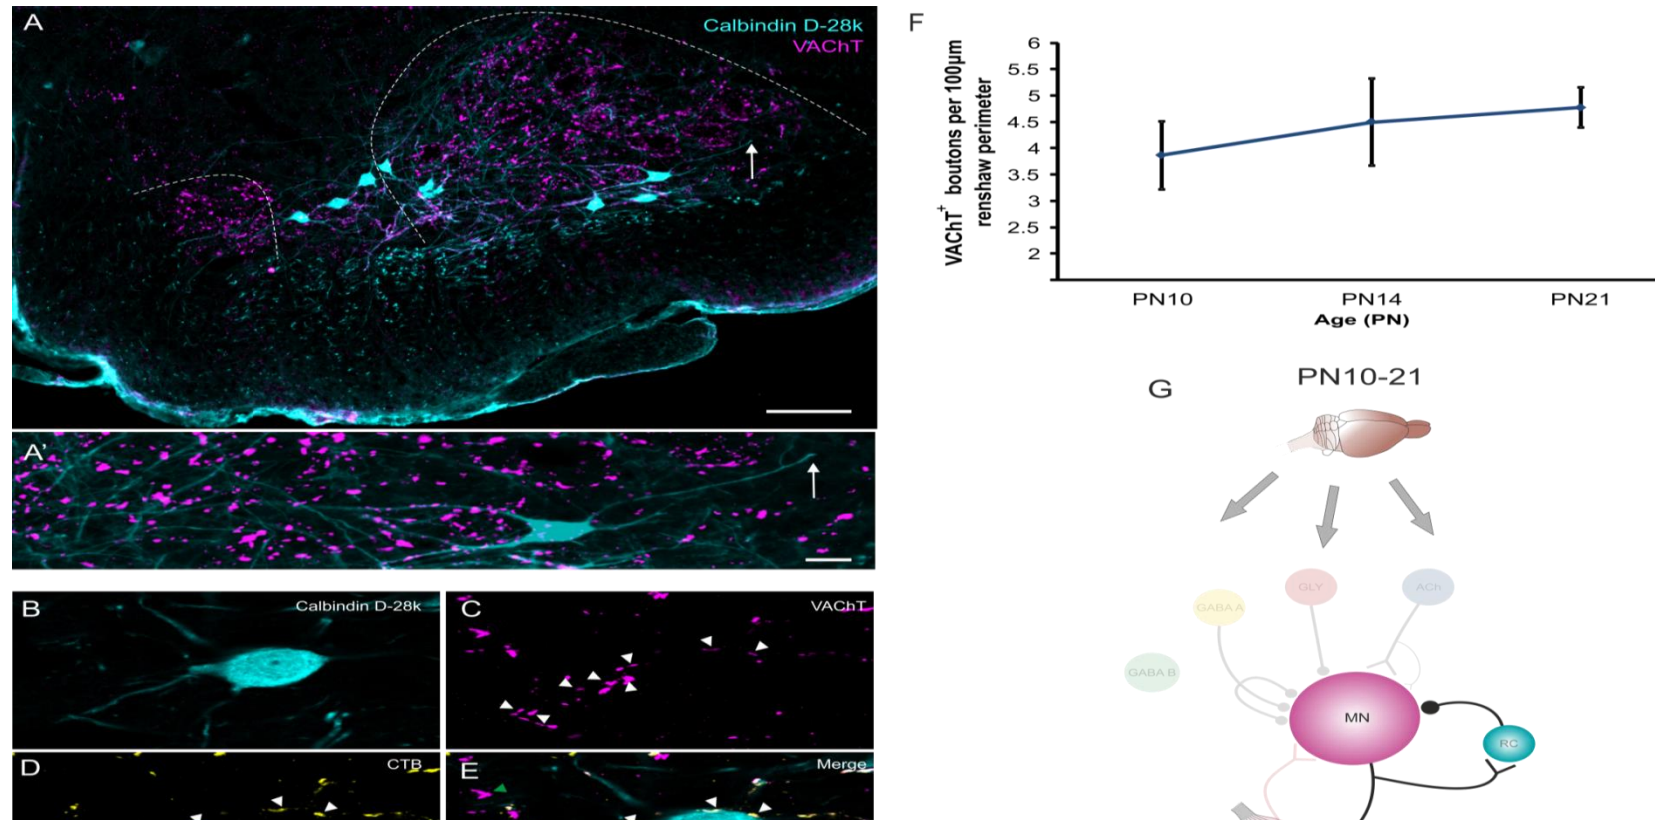 A
Calbindin D-28k
VAChT
A'
B
Calbindin D-28k
C
VAChT
D
CTB
E
Merge
F
VAChT+ boutons per 100µm
renshaw perimeter
6
5.5
5
4.5
4
3.5
3
2.5
2
PN10
PN14
PN21
Age (PN)
G
PN10-21
GABA A
GLY
ACh
GABA B
MN
RC